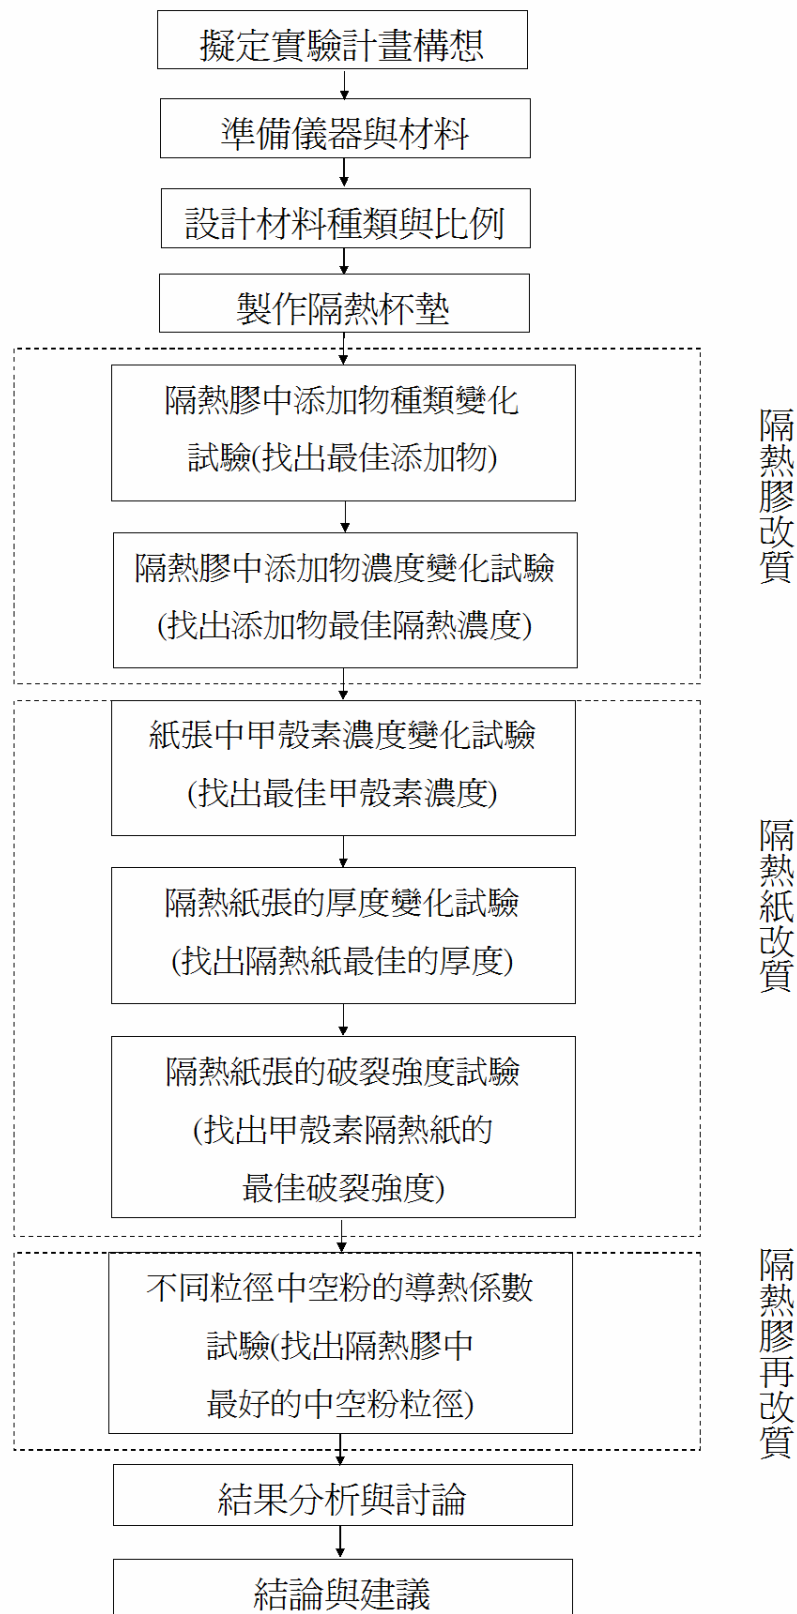 擬定實驗計畫構想
準備儀器與材料
設計材料種類與比例
製作隔熱杯墊
隔熱膠中添加物種類變化
試驗(找出最佳添加物)
隔熱膠中添加物濃度變化試驗
(找出添加物最佳隔熱濃度)
隔熱膠改質
紙張中甲殼素濃度變化試驗
(找出最佳甲殼素濃度)
隔熱紙張的厚度變化試驗
(找出隔熱紙最佳的厚度)
隔熱紙張的破裂強度試驗
(找出甲殼素隔熱紙的
最佳破裂強度)
隔熱紙改質
不同粒徑中空粉的導熱係數
試驗(找出隔熱膠中
最好的中空粉粒徑)
隔熱膠再改質
結果分析與討論
結論與建議